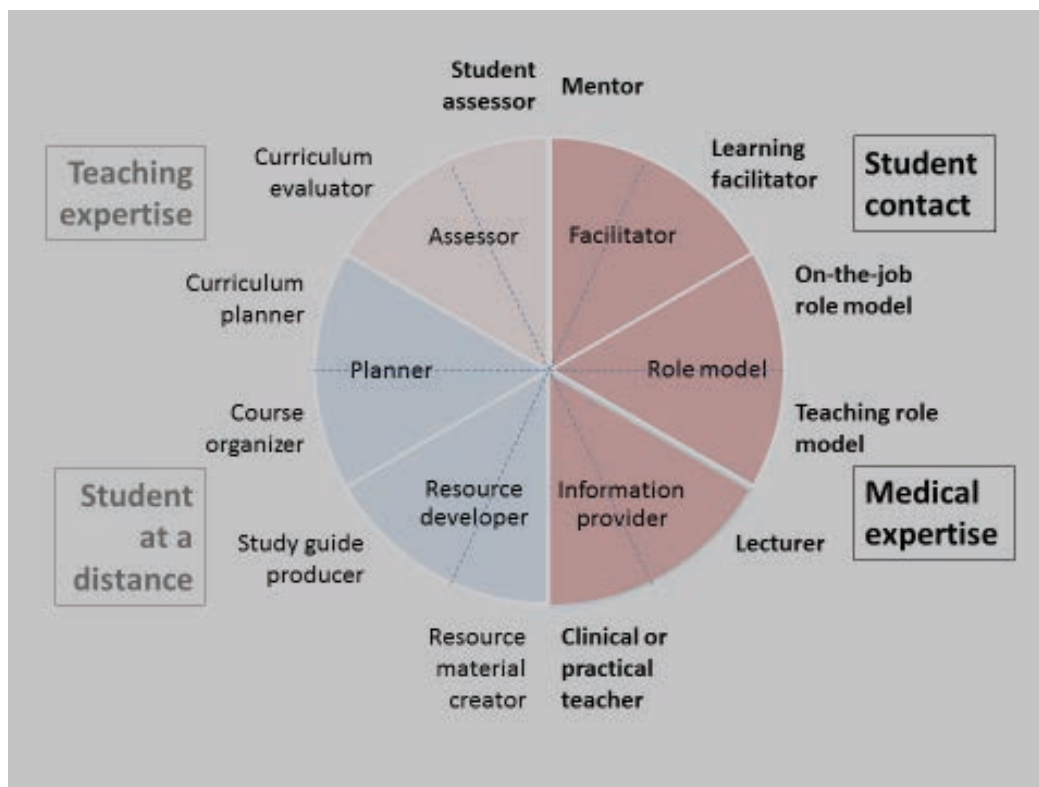 Student
assessor
Mentor
Learning
facilitator
Student
contact
On-the-job
role model
Teaching role
model
Medical
expertise
Lecturer
Clinical or
practical
teacher
Resource
material
creator
Study guide
producer
Student
at a
distance
Course
organizer
Curriculum
planner
Teaching
expertise
Curriculum
evaluator
Assessor
Facilitator
Role model
Information
provider
Resource
developer
Planner